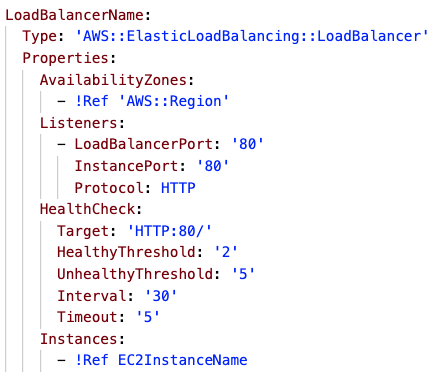 LoadBalancerName:
  Type: 'AWS::ElasticLoadBalancing::LoadBalancer'
  Properties:
    AvailabilityZones:
      - !Ref 'AWS::Region'
    Listeners:
      - LoadBalancerPort: '80'
        InstancePort: '80'
        Protocol: HTTP
    HealthCheck:
      Target: 'HTTP:80/'
      HealthyThreshold: '2'
      UnhealthyThreshold: '5'
      Interval: '30'
      Timeout: '5'
    Instances:
      - !Ref EC2InstanceName